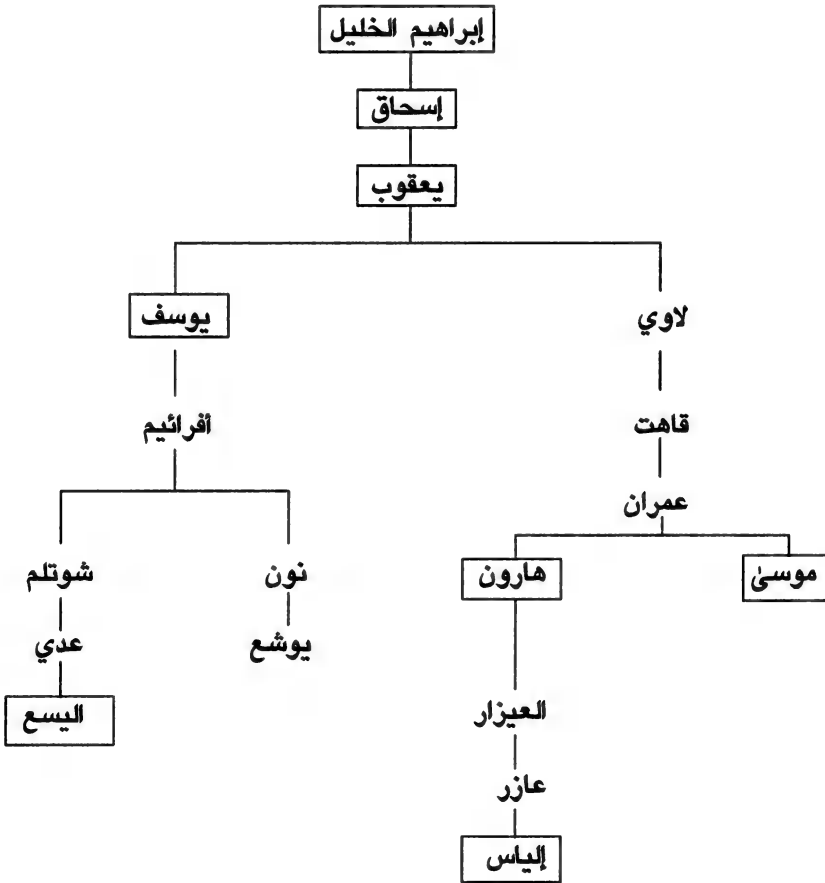 إبراهيم الخليل
إسحاق
يعقوب
لاوي
يوسف
قاهت
أفرائيم
عمران
موسىٰ
هارون
نون
شوتلم
يوشع
عدي
العيزار
اليسع
عازر
إلياس